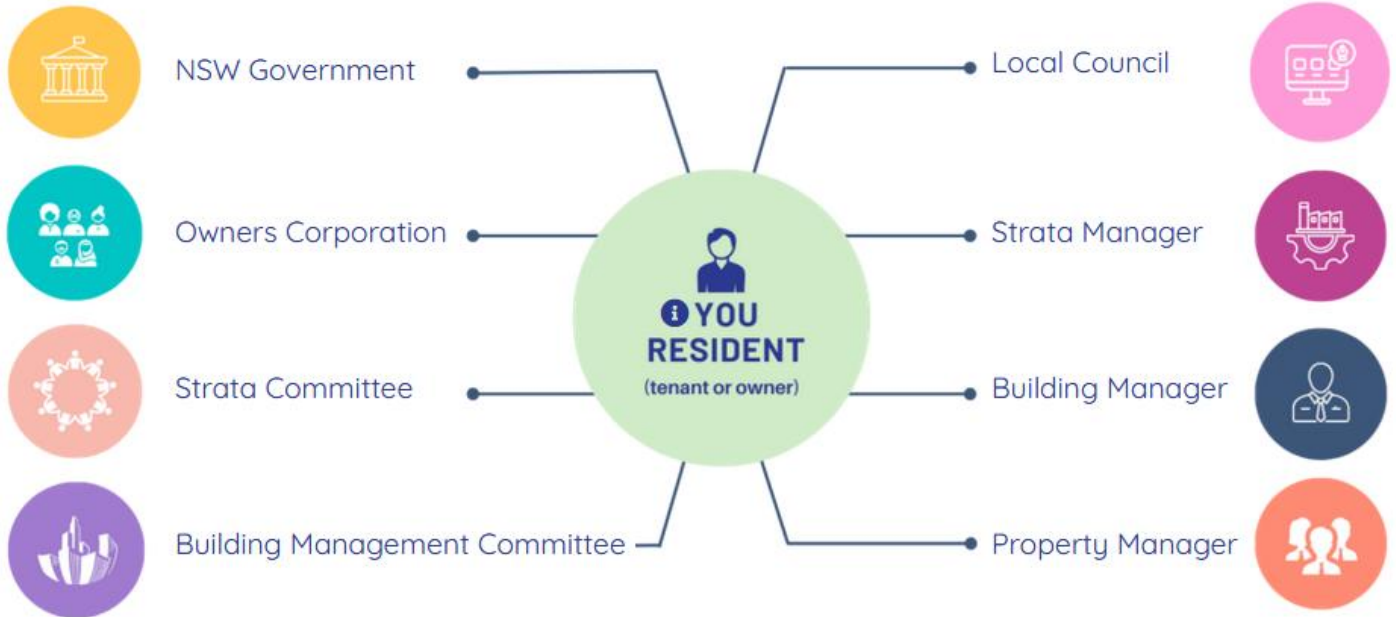 NSW Government
Local Council
Owners Corporation
Strata Manager
i YOU
RESIDENT
(tenant or owner)
Strata Committee
Building Manager
Building Management Committee
Property Manager